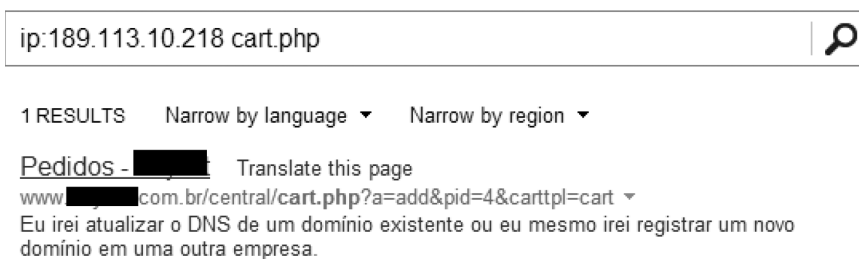 ip:189.113.10.218 cart.php
1 RESULTS Narrow by language Narrow by region
Pedidos - Translate this page
www. com.br/central/cart.php?a=add&pid=4&carttpl=cart
Eu irei atualizar o DNS de um domínio existente ou eu mesmo irei registrar um novo
domínio em uma outra empresa.